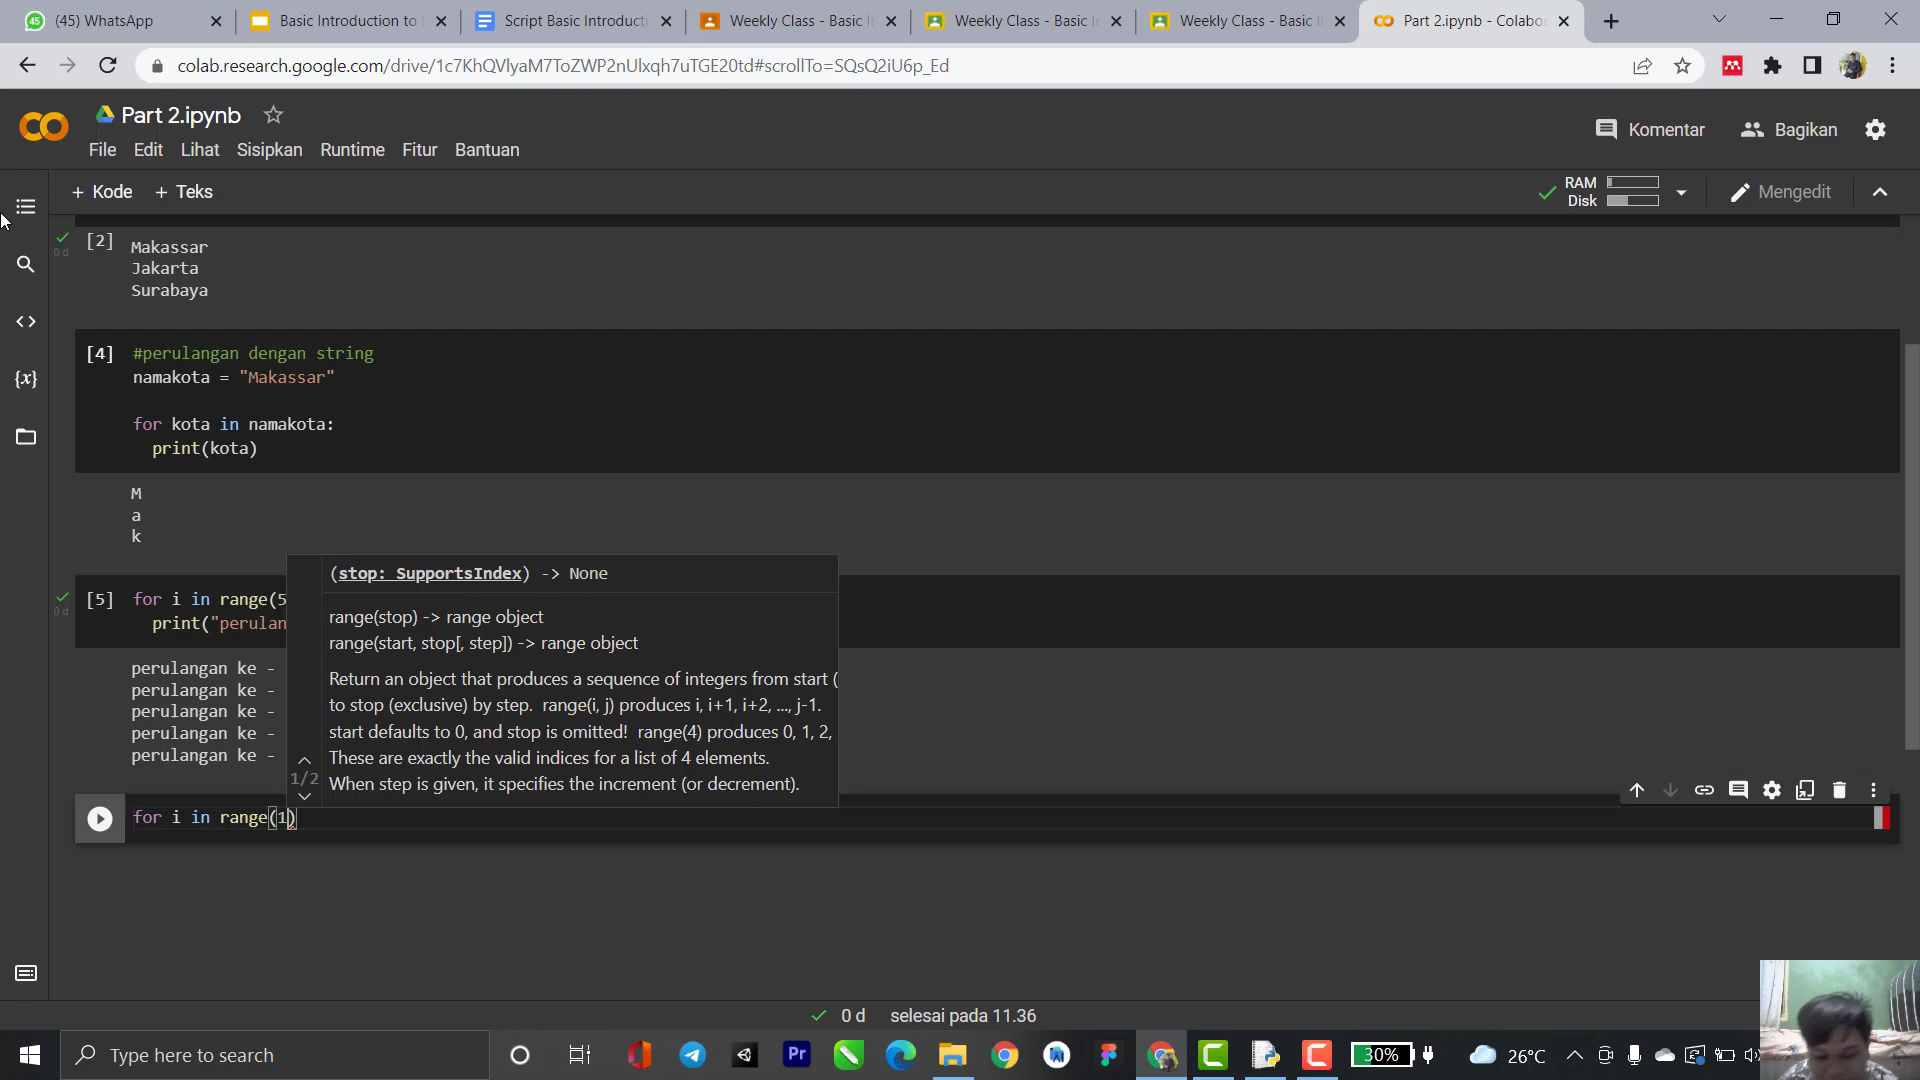 (45) WhatsApp
Basic Introduction to
Script Basic Introducti
Weekly Class - Basic I
Weekly Class - Basic I
Weekly Class - Basic I
Part 2.ipynb - Colabo
colab.research.google.com/drive/1c7KhQVlyaM7ToZWP2nUlxqh7uTGE20td#scrollTo=SQsQ2iU6p_Ed
Part 2.ipynb
Komentar
Bagikan
File Edit Lihat Sisipkan Runtime Fitur Bantuan
+ Kode + Teks
RAM
Disk
Mengedit
[2] Makassar
0 d
Jakarta
Surabaya
[4] #perulangan dengan string
namakota = "Makassar"
for kota in namakota:
print(kota)
M
a
k
(stop: SupportsIndex) -> None
[5] for i in range(5
0 d
print("perulan
range(stop) -> range object
range(start, stop[, step]) -> range object
Return an object that produces a sequence of integers from start (
to stop (exclusive) by step. range(i, j) produces i, i+1, i+2, ..., j-1.
start defaults to 0, and stop is omitted! range(4) produces 0, 1, 2,
These are exactly the valid indices for a list of 4 elements.
When step is given, it specifies the increment (or decrement).
1/2
perulangan ke -
perulangan ke -
perulangan ke -
perulangan ke -
perulangan ke -
for i in range(1)
0 d selesai pada 11.36
Type here to search
Pr
30%
26°C